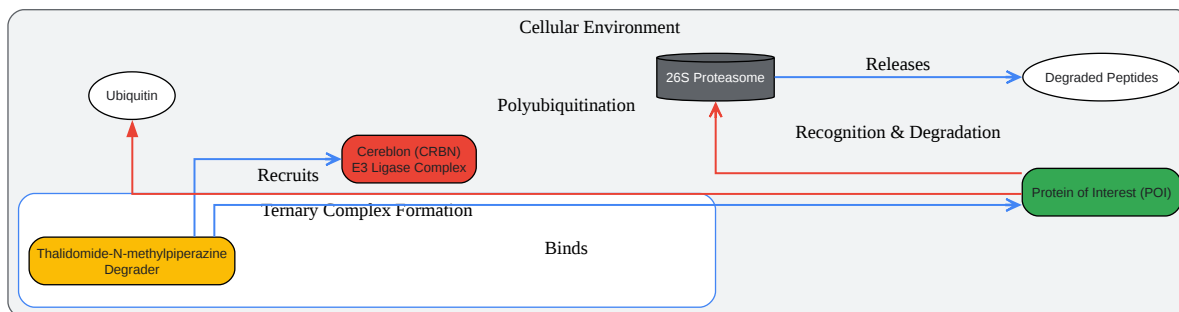 Cellular Environment
26S Proteasome
Releases
Degraded Peptides
Ubiquitin
Polyubiquitination
Recognition & Degradation
Cereblon (CRBN)
E3 Ligase Complex
Recruits
Protein of Interest (POI)
Ternary Complex Formation
Thalidomide-N-methylpiperazine
Degrader
Binds